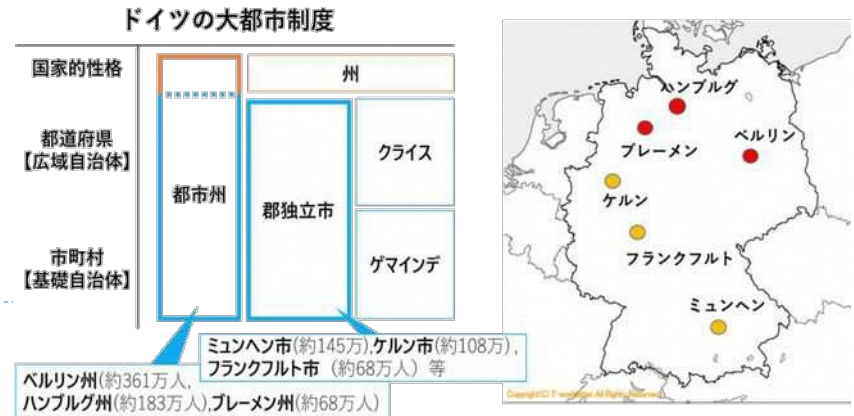 ドイツの大都市制度
国家的性格
州
都道府県
【広域自治体】
都市州
郡独立市
クライス
市町村
【基礎自治体】
ゲマインデ
ミュンヘン市(約145万),ケルン市(約108万),
フランクフルト市 (約68万人) 等
ベルリン州(約361万人,
ハンブルグ州(約183万人),ブレーメン州(約68万人)
ハンブルグ
ブレーメン
ベルリン
ケルン
フランクフルト
ミュンヘン